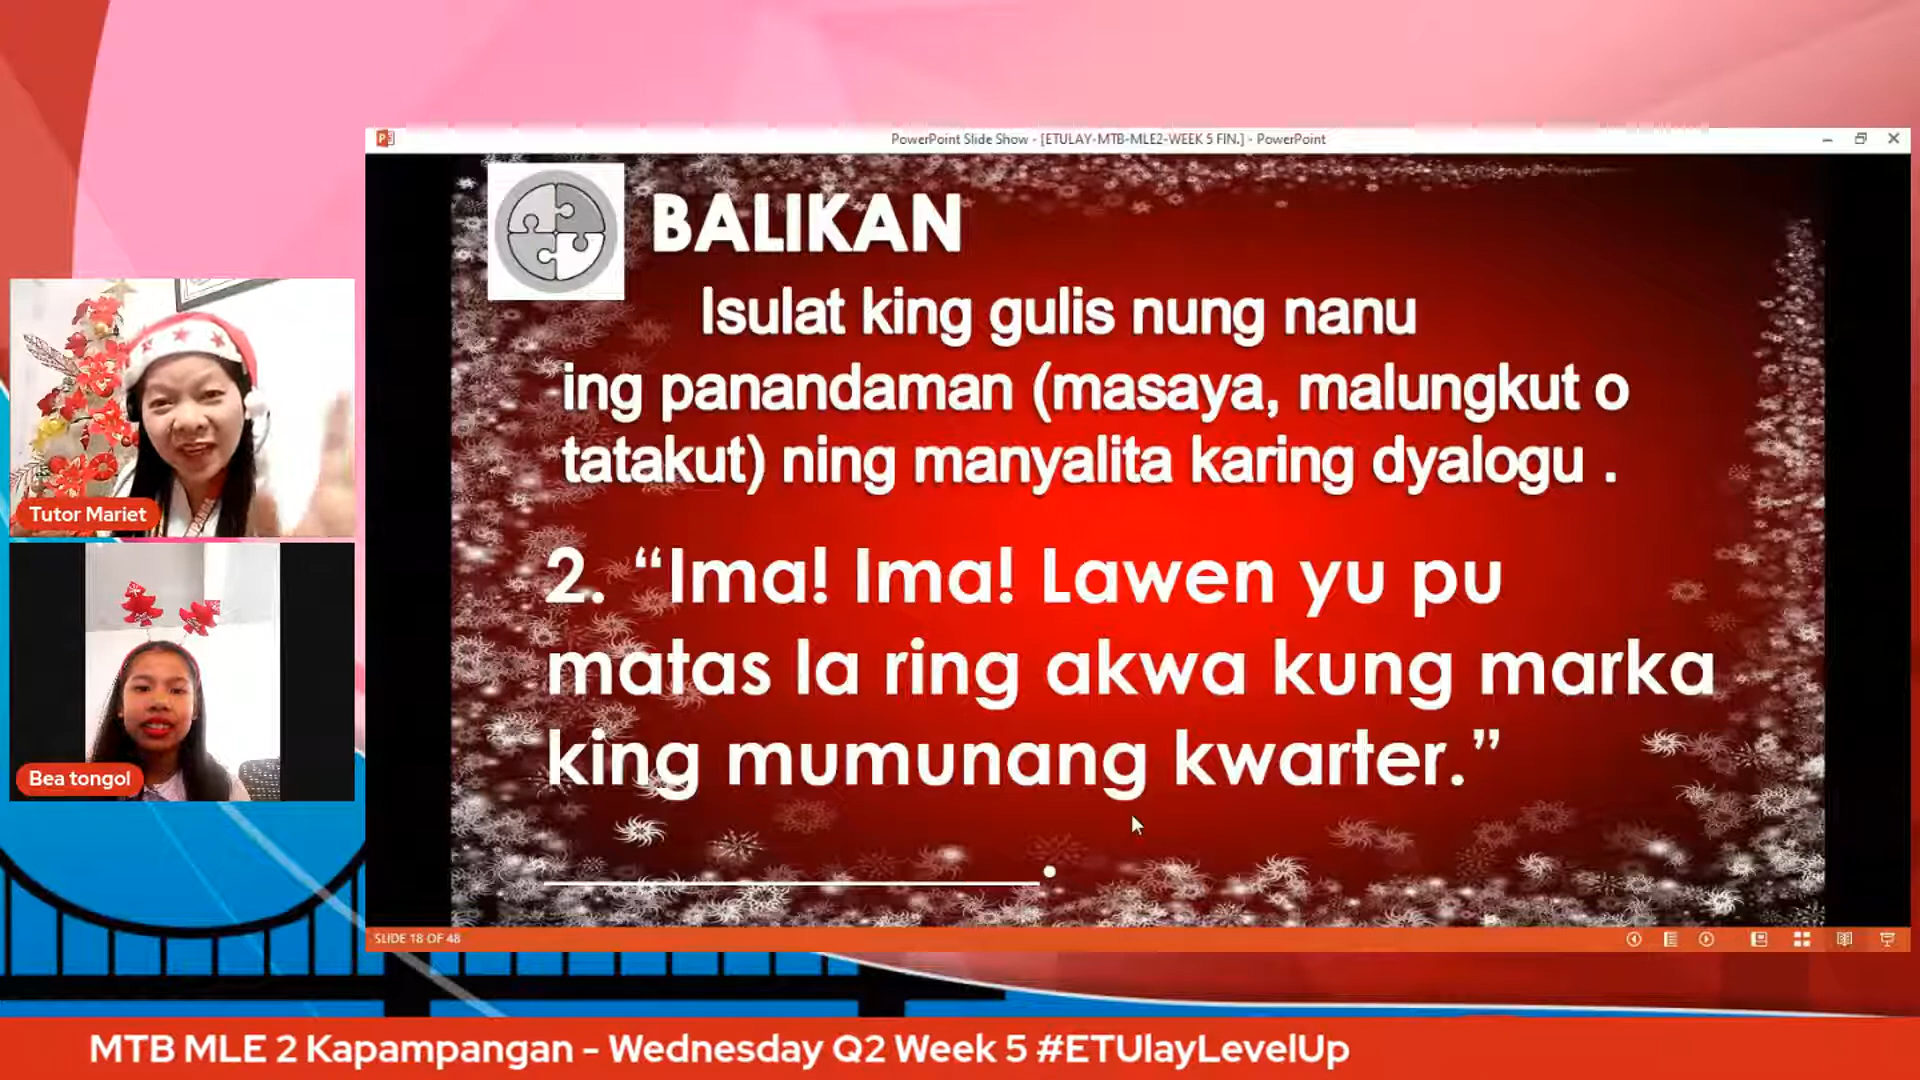 PowerPoint Slide Show - [ETULAY-MTB-MLE2-WEEK 5 FIN.] - PowerPoint
BALIKAN
Isulat king gulis nung nanu
ing panandaman (masaya, malungkut o
tatakut) ning manyalita karing dyalogu .
2. “Ima! Ima! Lawen yu pu
matas la ring akwa kung marka
king mumunang kwarter.”
.
Tutor Mariet
Bea tongol
SLIDE 18 OF 48
MTB MLE 2 Kapampangan - Wednesday Q2 Week 5 #ETUlayLevelUp